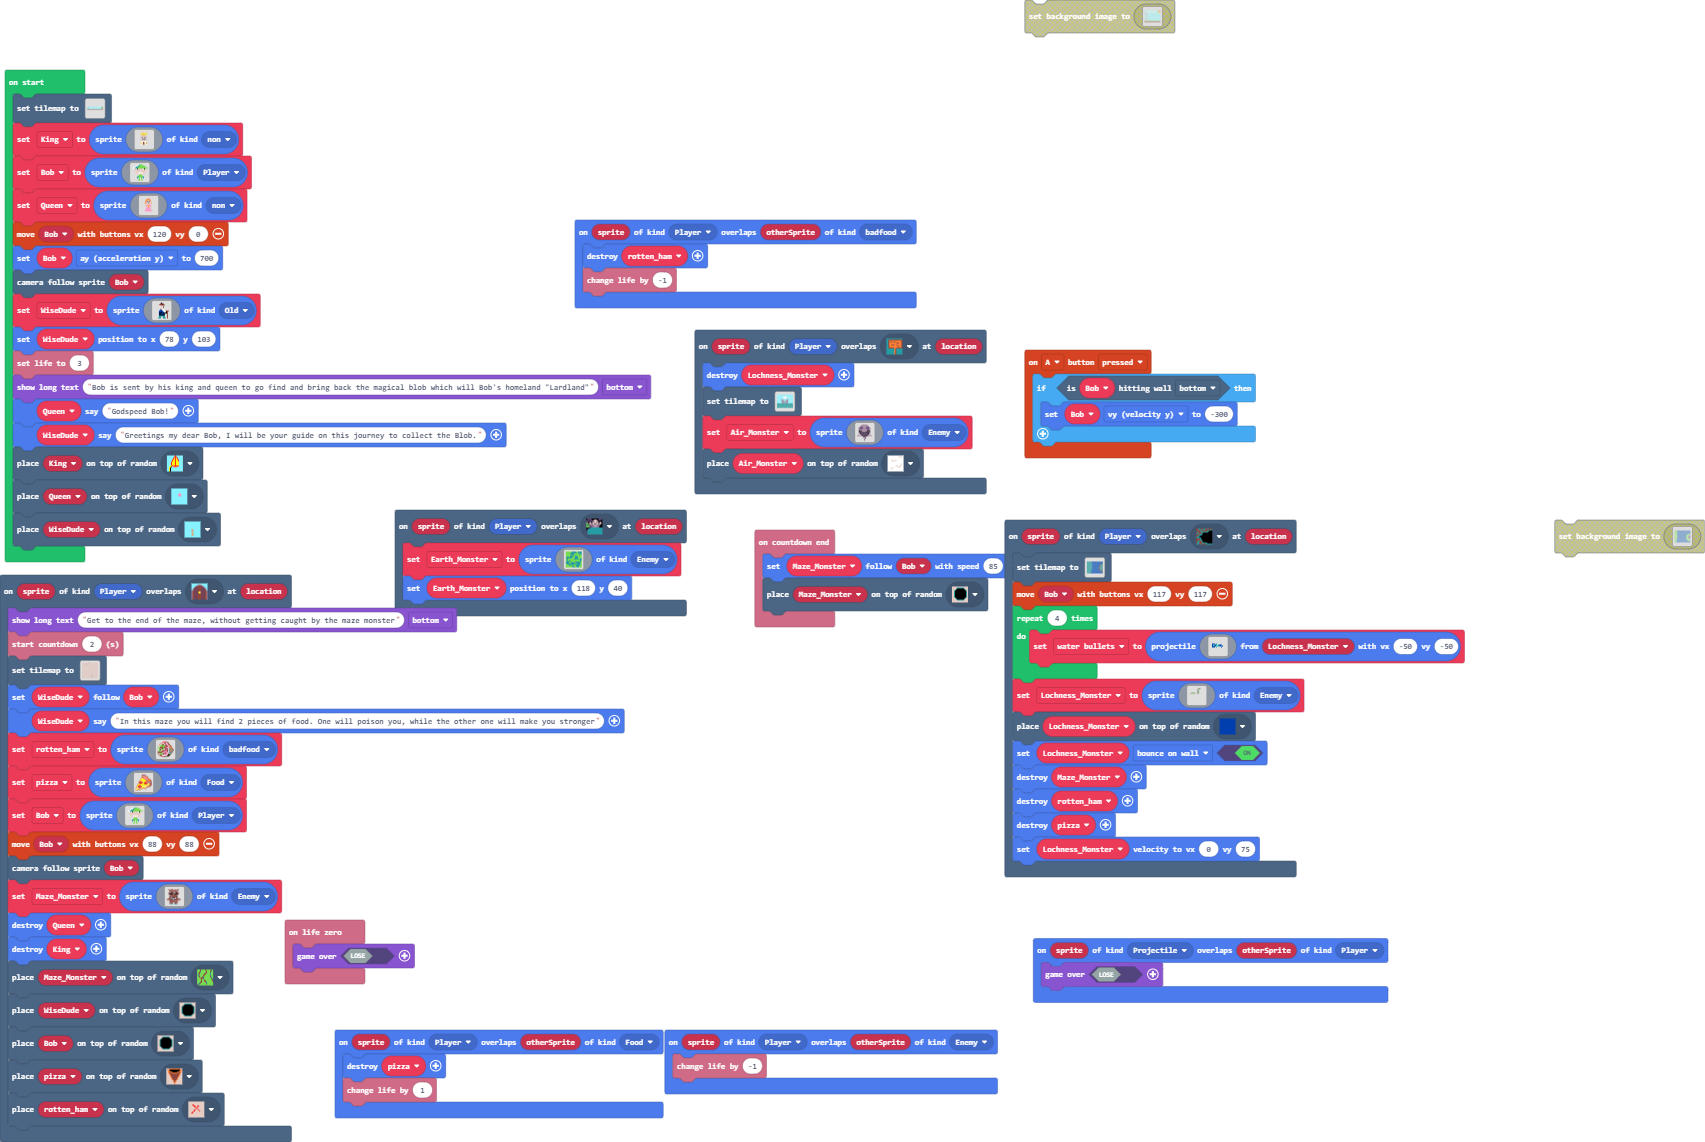 set background image to
on start
set tilemap to
set King to sprite of kind non
set Bob to sprite of kind Player
set Queen to sprite of kind non
move Bob with buttons vx 120 vy 0
set Bob ay (acceleration y) to 700
camera follow sprite Bob
set WiseDude to sprite of kind Old
set WiseDude position to x 78 y 103
set life to 3
show long text "Bob is sent by his king and queen to go find and bring back the magical blob which will Bob's homeland "Lardland"" bottom
Queen say "Godspeed Bob!"
WiseDude say "Greetings my dear Bob, I will be your guide on this journey to collect the Blob."
place King on top of random
place Queen on top of random
place WiseDude on top of random
on sprite of kind Player overlaps otherSprite of kind badfood
destroy rotten_ham
change life by -1
on sprite of kind Player overlaps at location
destroy Lochness_Monster
set tilemap to
set Air_Monster to sprite of kind Enemy
place Air_Monster on top of random
on A button pressed
if is Bob hitting wall bottom then
set Bob vy (velocity y) to -300
on sprite of kind Player overlaps at location
set Earth_Monster to sprite of kind Enemy
set Earth_Monster position to x 118 y 40
on countdown end
set Maze_Monster follow Bob with speed 85
place Maze_Monster on top of random
on sprite of kind Player overlaps at location
set tilemap to
move Bob with buttons vx 117 vy 117
repeat 4 times
do
set water bullets to projectile from Lochness_Monster with vx -50 vy -50
set Lochness_Monster to sprite of kind Enemy
place Lochness_Monster on top of random
set Lochness_Monster bounce on wall ON
destroy Maze_Monster
destroy rotten_ham
destroy pizza
set Lochness_Monster velocity to vx 0 vy 75
set background image to
on sprite of kind Player overlaps at location
show long text "Get to the end of the maze, without getting caught by the maze monster" bottom
start countdown 2 (s)
set tilemap to
set WiseDude follow Bob
WiseDude say "In this maze you will find 2 pieces of food. One will poison you, while the other one will make you stronger"
set rotten_ham to sprite of kind badfood
set pizza to sprite of kind Food
set Bob to sprite of kind Player
move Bob with buttons vx 88 vy 88
camera follow sprite Bob
set Maze_Monster to sprite of kind Enemy
destroy Queen
destroy King
place Maze_Monster on top of random
place WiseDude on top of random
place Bob on top of random
place pizza on top of random
place rotten_ham on top of random
on life zero
game over LOSE
on sprite of kind Projectile overlaps otherSprite of kind Player
game over LOSE
on sprite of kind Player overlaps otherSprite of kind Food
destroy pizza
change life by 1
on sprite of kind Player overlaps otherSprite of kind Enemy
change life by -1